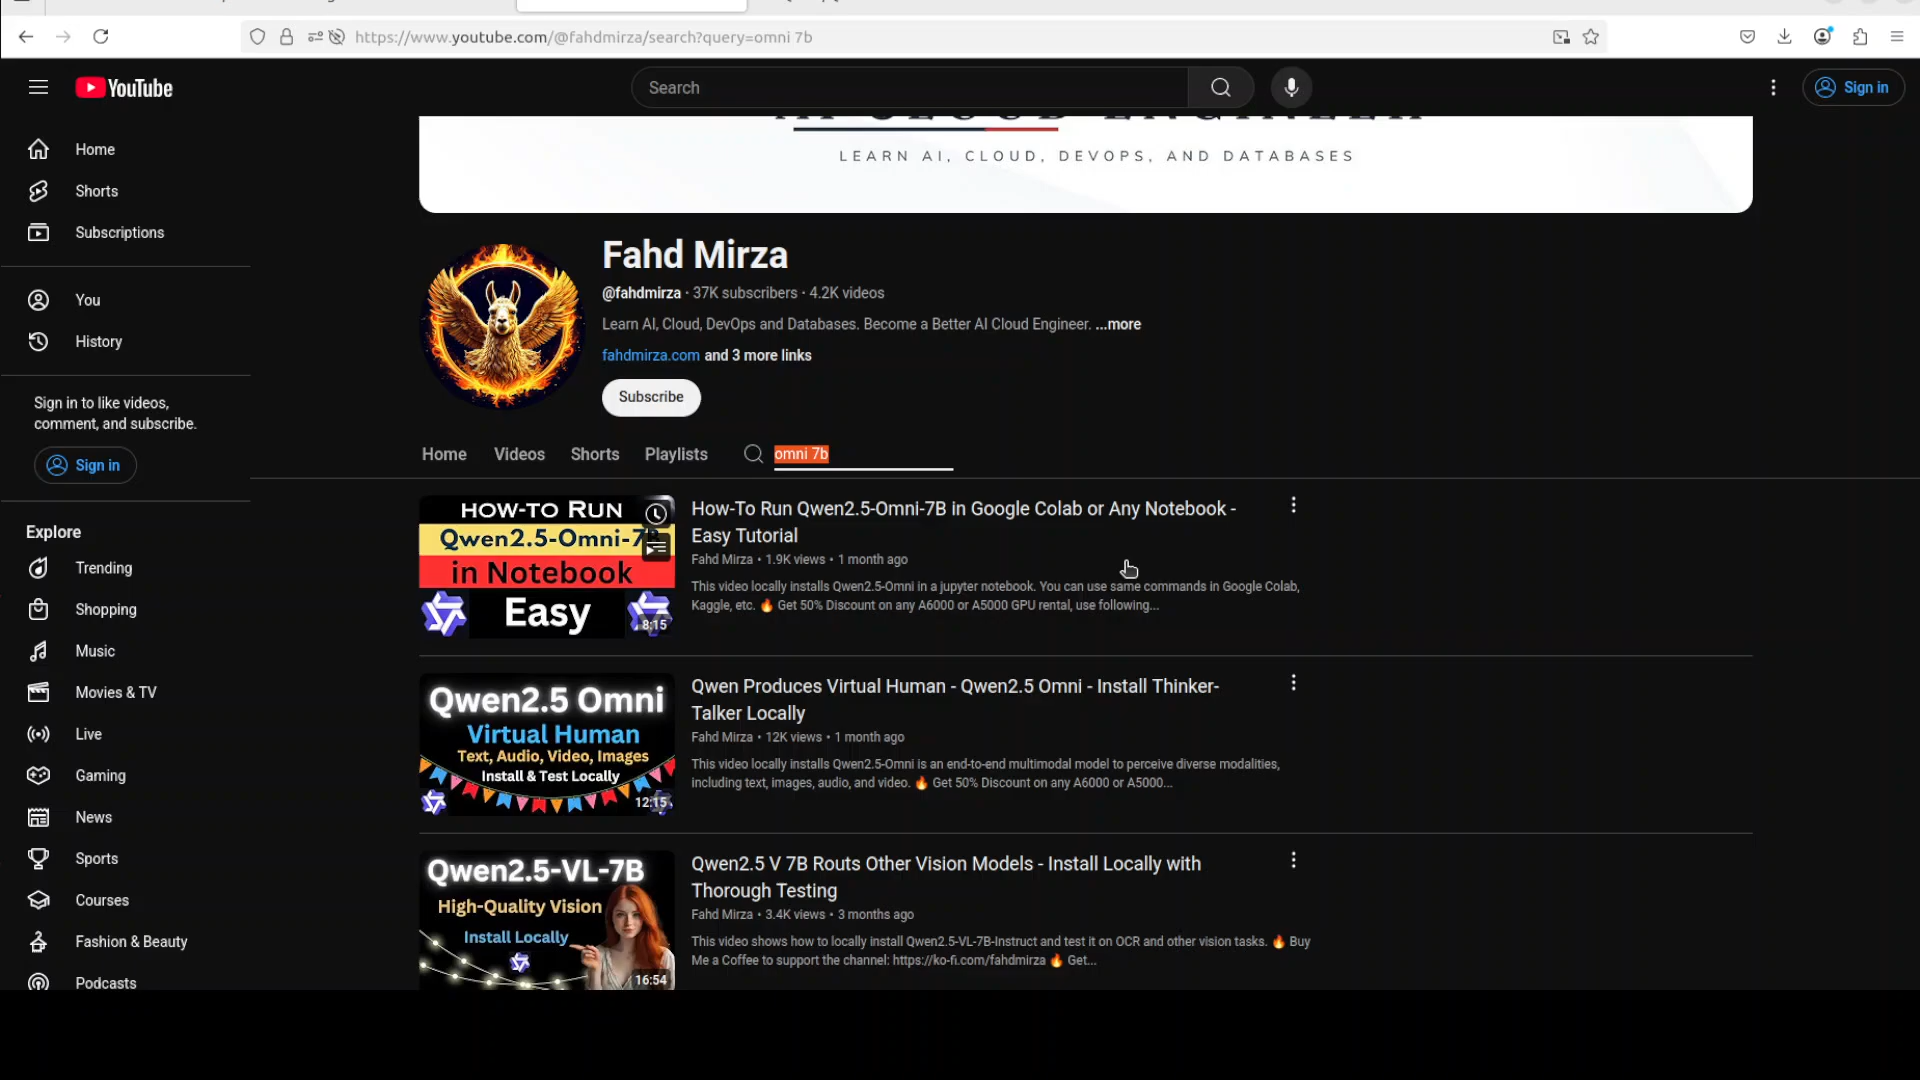 https://www.youtube.com/@fahdmirza/search?query=omni 7b
YouTube
Search
Sign in
LEARN AI, CLOUD, DEVOPS, AND DATABASES
Home
Shorts
Subscriptions
You
History
Sign in to like videos,
comment, and subscribe.
Sign in
Explore
Trending
Shopping
Music
Movies & TV
Live
Gaming
News
Sports
Courses
Fashion & Beauty
Podcasts
Fahd Mirza
@fahdmirza · 37K subscribers · 4.2K videos
Learn AI, Cloud, DevOps and Databases. Become a Better AI Cloud Engineer. ...more
fahdmirza.com and 3 more links
Subscribe
Home Videos Shorts Playlists omni 7b
HOW-TO RUN
Qwen2.5-Omni-7B
in Notebook
Easy
8:15
How-To Run Qwen2.5-Omni-7B in Google Colab or Any Notebook -
Easy Tutorial
Fahd Mirza • 1.9K views • 1 month ago
This video locally installs Qwen2.5-Omni in a jupyter notebook. You can use same commands in Google Colab,
Kaggle, etc. 🔥 Get 50% Discount on any A6000 or A5000 GPU rental, use following...
Qwen2.5 Omni
Virtual Human
Text, Audio, Video, Images
Install & Test Locally
12:15
Qwen Produces Virtual Human - Qwen2.5 Omni - Install Thinker-
Talker Locally
Fahd Mirza • 12K views • 1 month ago
This video locally installs Qwen2.5-Omni is an end-to-end multimodal model to perceive diverse modalities,
including text, images, audio, and video. 🔥 Get 50% Discount on any A6000 or A5000...
Qwen2.5-VL-7B
High-Quality Vision
Install Locally
16:54
Qwen2.5 V 7B Routs Other Vision Models - Install Locally with
Thorough Testing
Fahd Mirza • 3.4K views • 3 months ago
This video shows how to locally install Qwen2.5-VL-7B-Instruct and test it on OCR and other vision tasks. 🔥 Buy
Me a Coffee to support the channel: https://ko-fi.com/fahdmirza 🔥 Get...